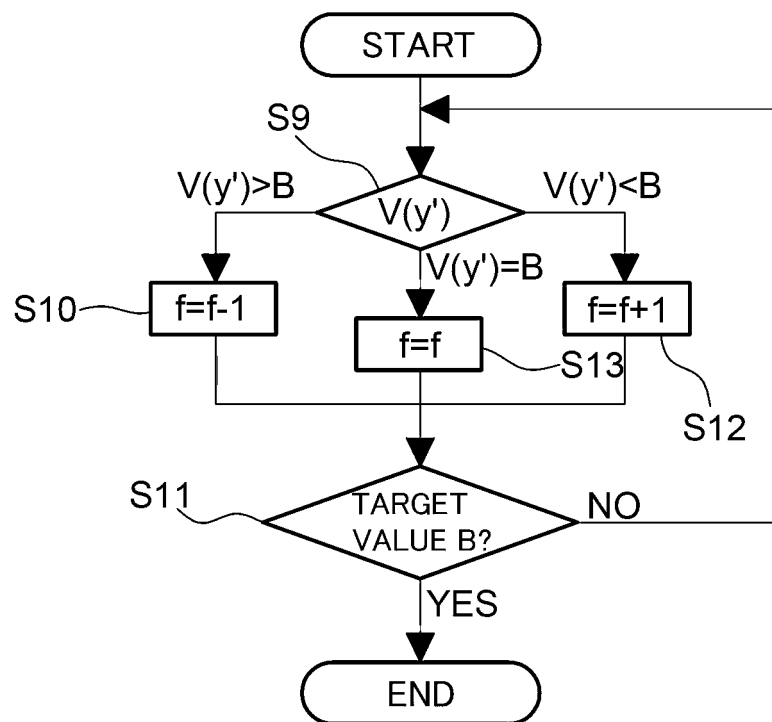 START
S9
V(y')>B
V(y')<B
V(y')
V(y')=B
S10
f=f-1
f=f
f=f+1
S13
S12
S11
TARGET
VALUE B?
NO
YES
END